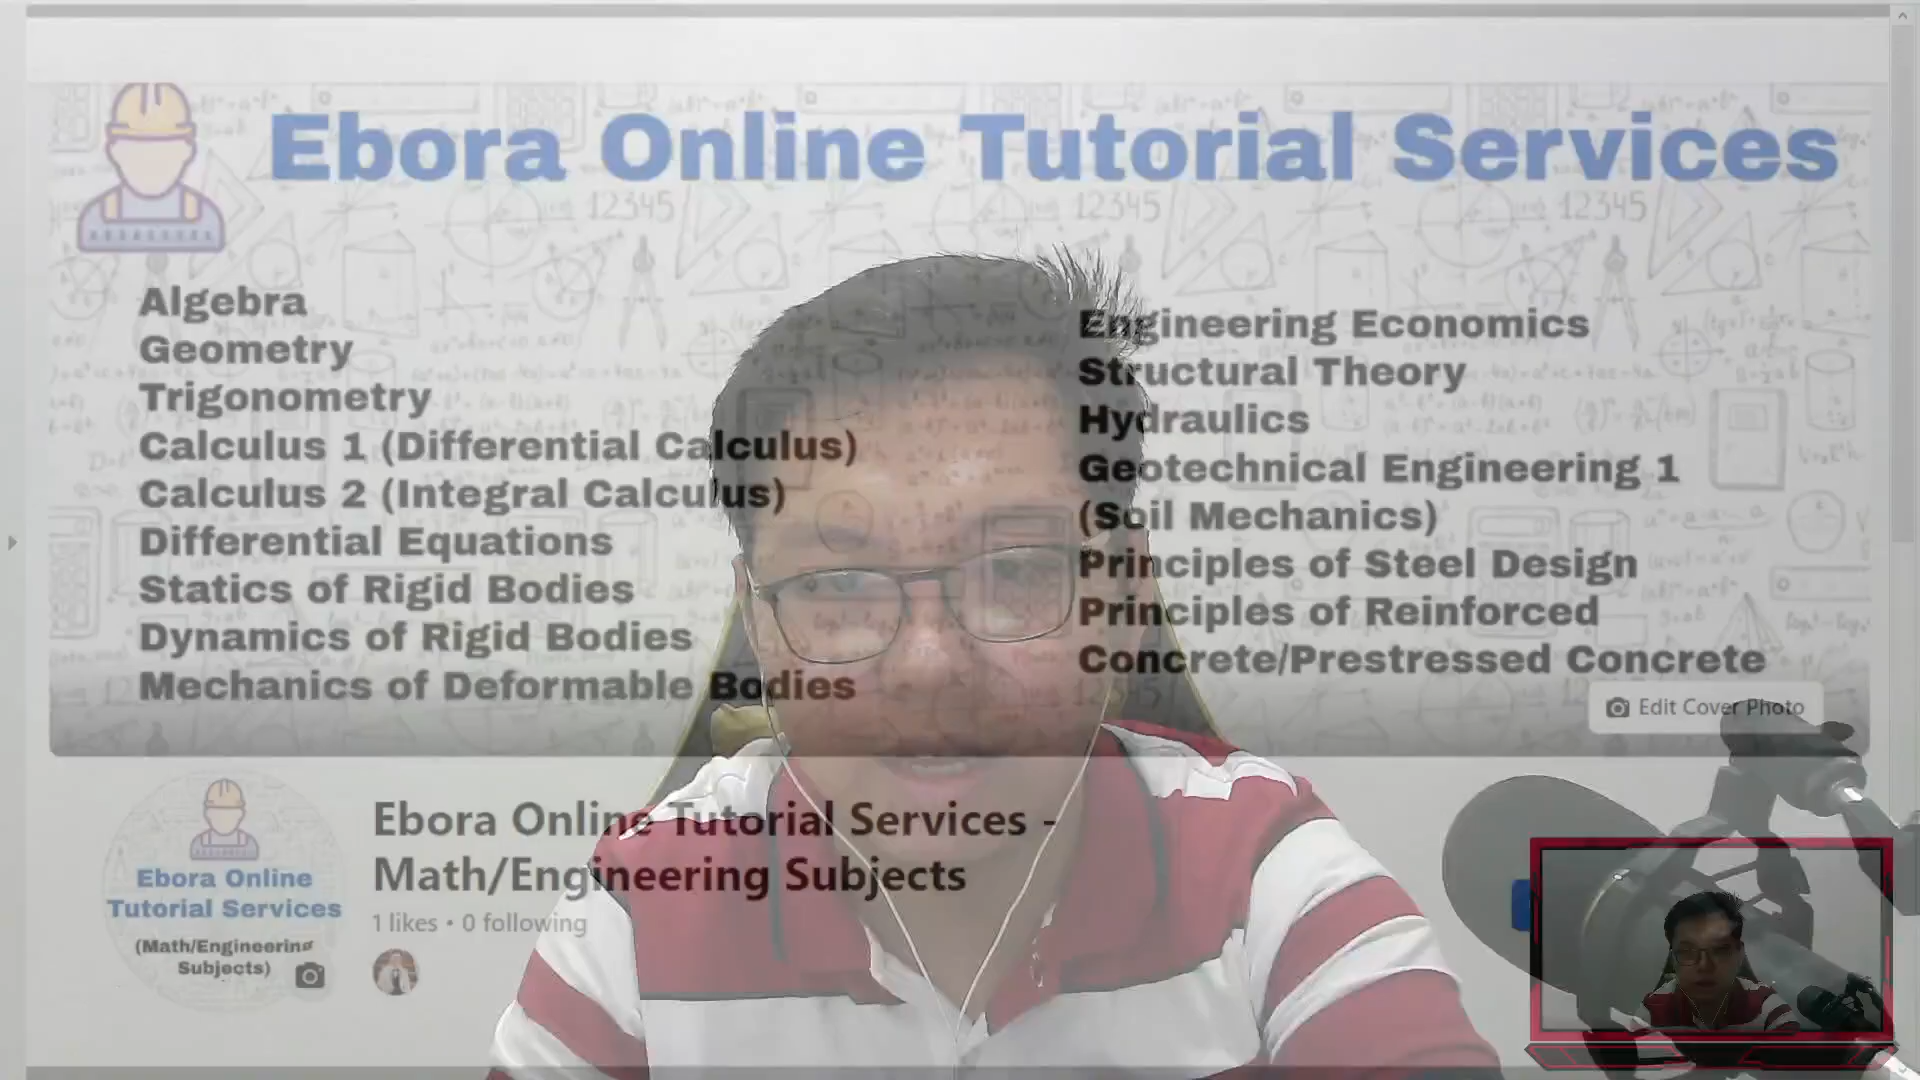 Ebora Online Tutorial Services
Algebra
Geometry
Trigonometry
Calculus 1 (Differential Calculus)
Calculus 2 (Integral Calculus)
Differential Equations
Statics of Rigid Bodies
Dynamics of Rigid Bodies
Mechanics of Deformable Bodies
Engineering Economics
Structural Theory
Hydraulics
Geotechnical Engineering 1
(Soil Mechanics)
Principles of Steel Design
Principles of Reinforced
Concrete/Prestressed Concrete
12345
12345
12345
Edit Cover Photo
Ebora Online
Tutorial Services
(Math/Engineering
Subjects)
Ebora Online Tutorial Services -
Math/Engineering Subjects
1 likes • 0 following